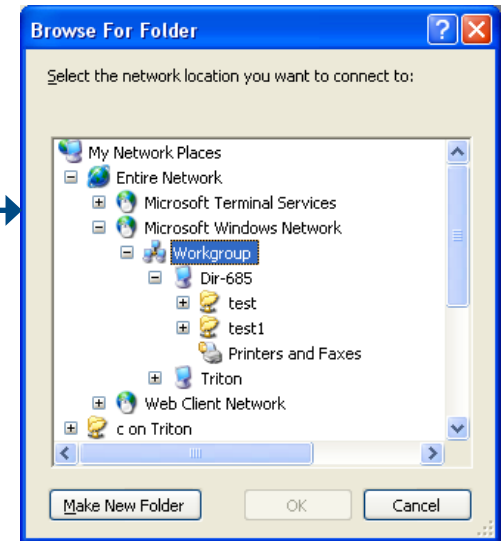 Browse For Folder
Select the network location you want to connect to:
My Network Places
Entire Network
Microsoft Terminal Services
Microsoft Windows Network
Workgroup
Dir-685
test
test1
Printers and Faxes
Triton
Web Client Network
c on Triton
Make New Folder OK Cancel